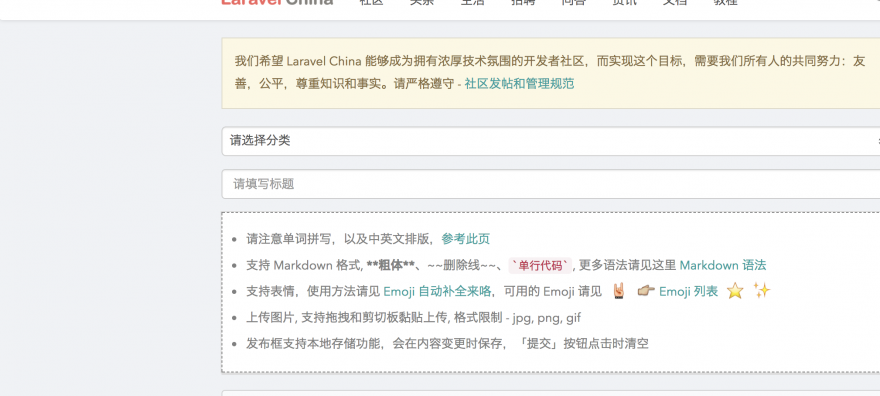 Laravel China 社区 头条 生活 招聘 问答 资讯 文档 教程
我们希望 Laravel China 能够成为拥有浓厚技术氛围的开发者社区，而实现这个目标，需要我们所有人的共同努力：友
善，公平，尊重知识和事实。请严格遵守 - 社区发帖和管理规范
请选择分类
请填写标题
请注意单词拼写，以及中英文排版，参考此页
支持 Markdown 格式, **粗体**、~~删除线~~、`单行代码`, 更多语法请见这里 Markdown 语法
支持表情，使用方法请见 Emoji 自动补全来咯，可用的 Emoji 请见 🤘 👉 Emoji 列表 ⭐ ✨
上传图片, 支持拖拽和剪切板黏贴上传, 格式限制 - jpg, png, gif
发布框支持本地存储功能，会在内容变更时保存，「提交」按钮点击时清空